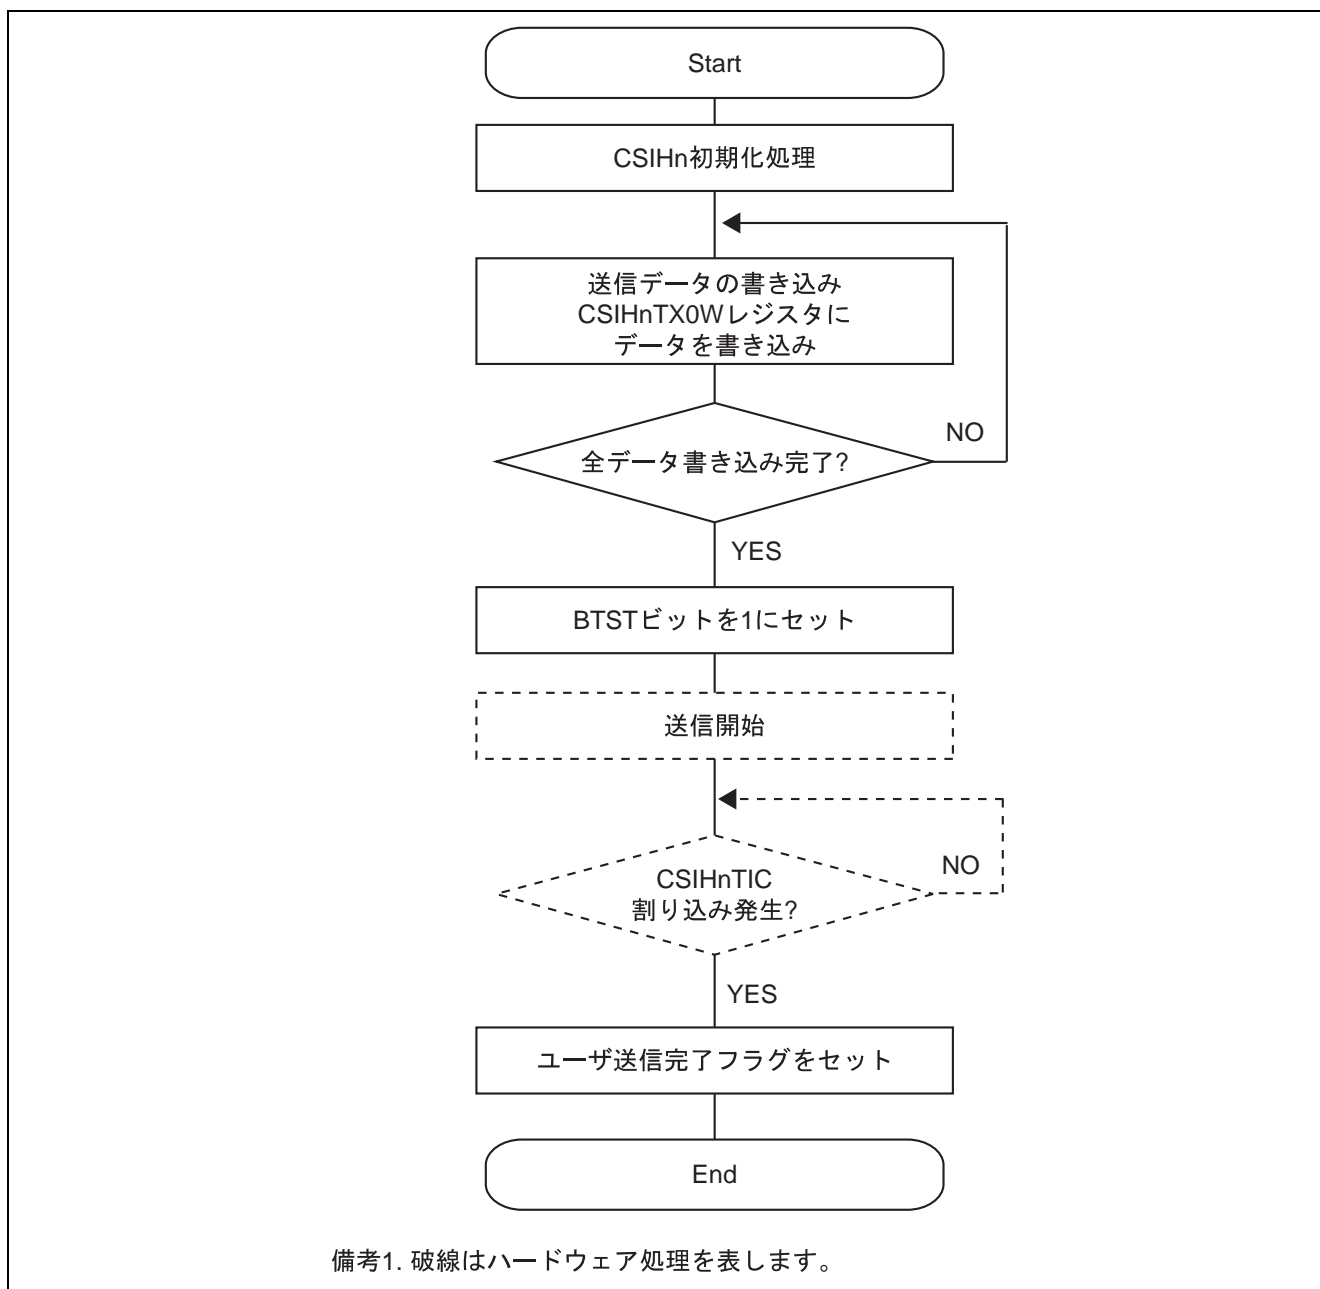 Start
CSIHn初期化処理
送信データの書き込み
CSIHnTX0Wレジスタに
データを書き込み
NO
全データ書き込み完了?
YES
BTSTビットを1にセット
送信開始
NO
CSIHnTIC
割り込み発生?
YES
ユーザ送信完了フラグをセット
End
備考1. 破線はハードウェア処理を表します。